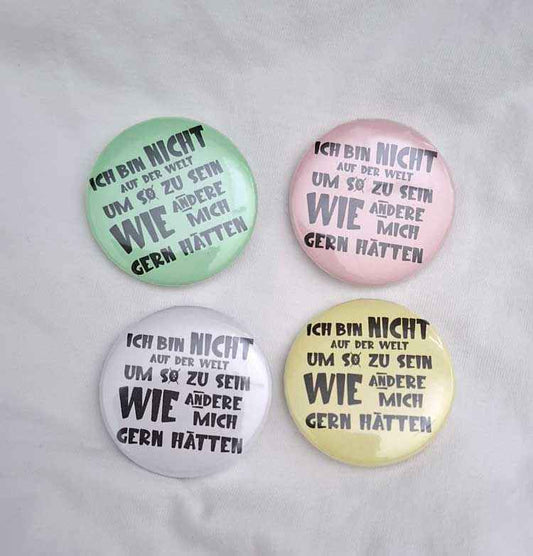 ICH BIN NICHT
AUF DER WELT
UM SO ZU SEIN
WIE ANDERE
MICH
GERN HÄTTEN
ICH BIN NICHT
AUF DER WELT
UM SO ZU SEIN
WIE ANDERE
MICH
GERN HÄTTEN
ICH BIN NICHT
AUF DER WELT
UM SO ZU SEIN
WIE ANDERE
MICH
GERN HÄTTEN
ICH BIN NICHT
AUF DER WELT
UM SO ZU SEIN
WIE ANDERE
MICH
GERN HÄTTEN